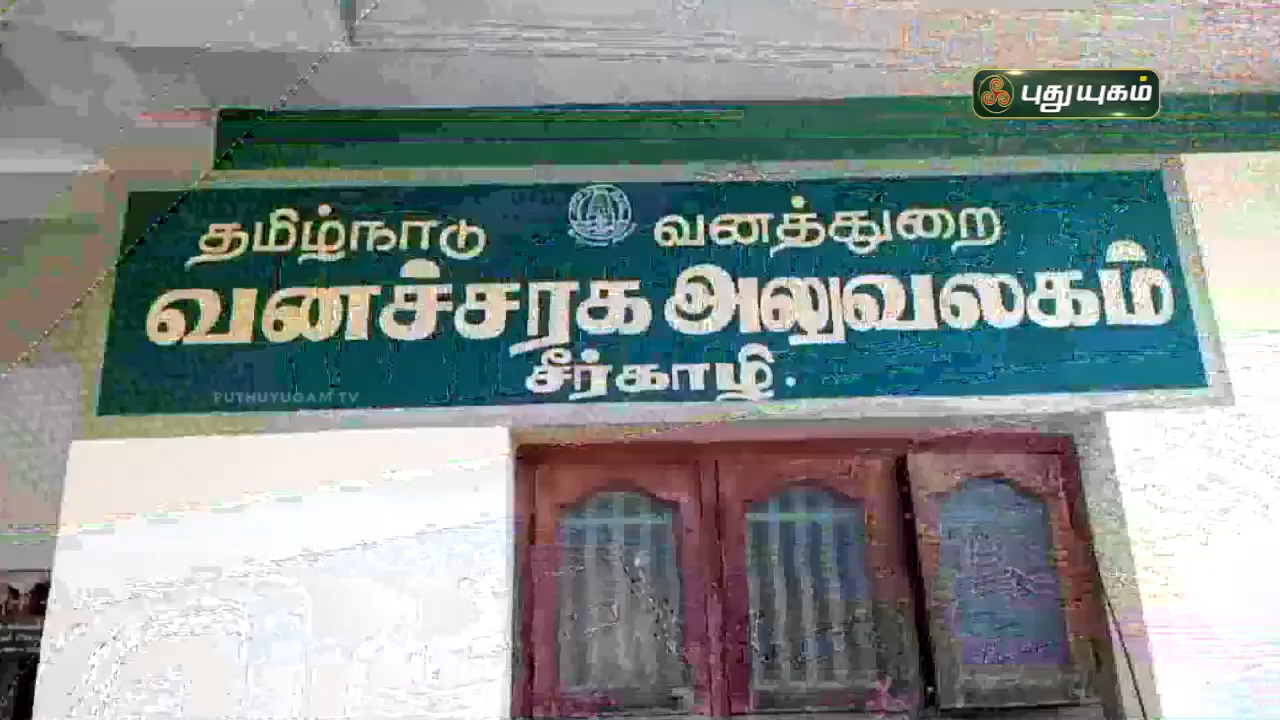 புதுயுகம்
தமிழ்நாடு வனத்துறை
வனச்சரக அலுவலகம்
சீர்காழி.
PUTHUYUGAM TV